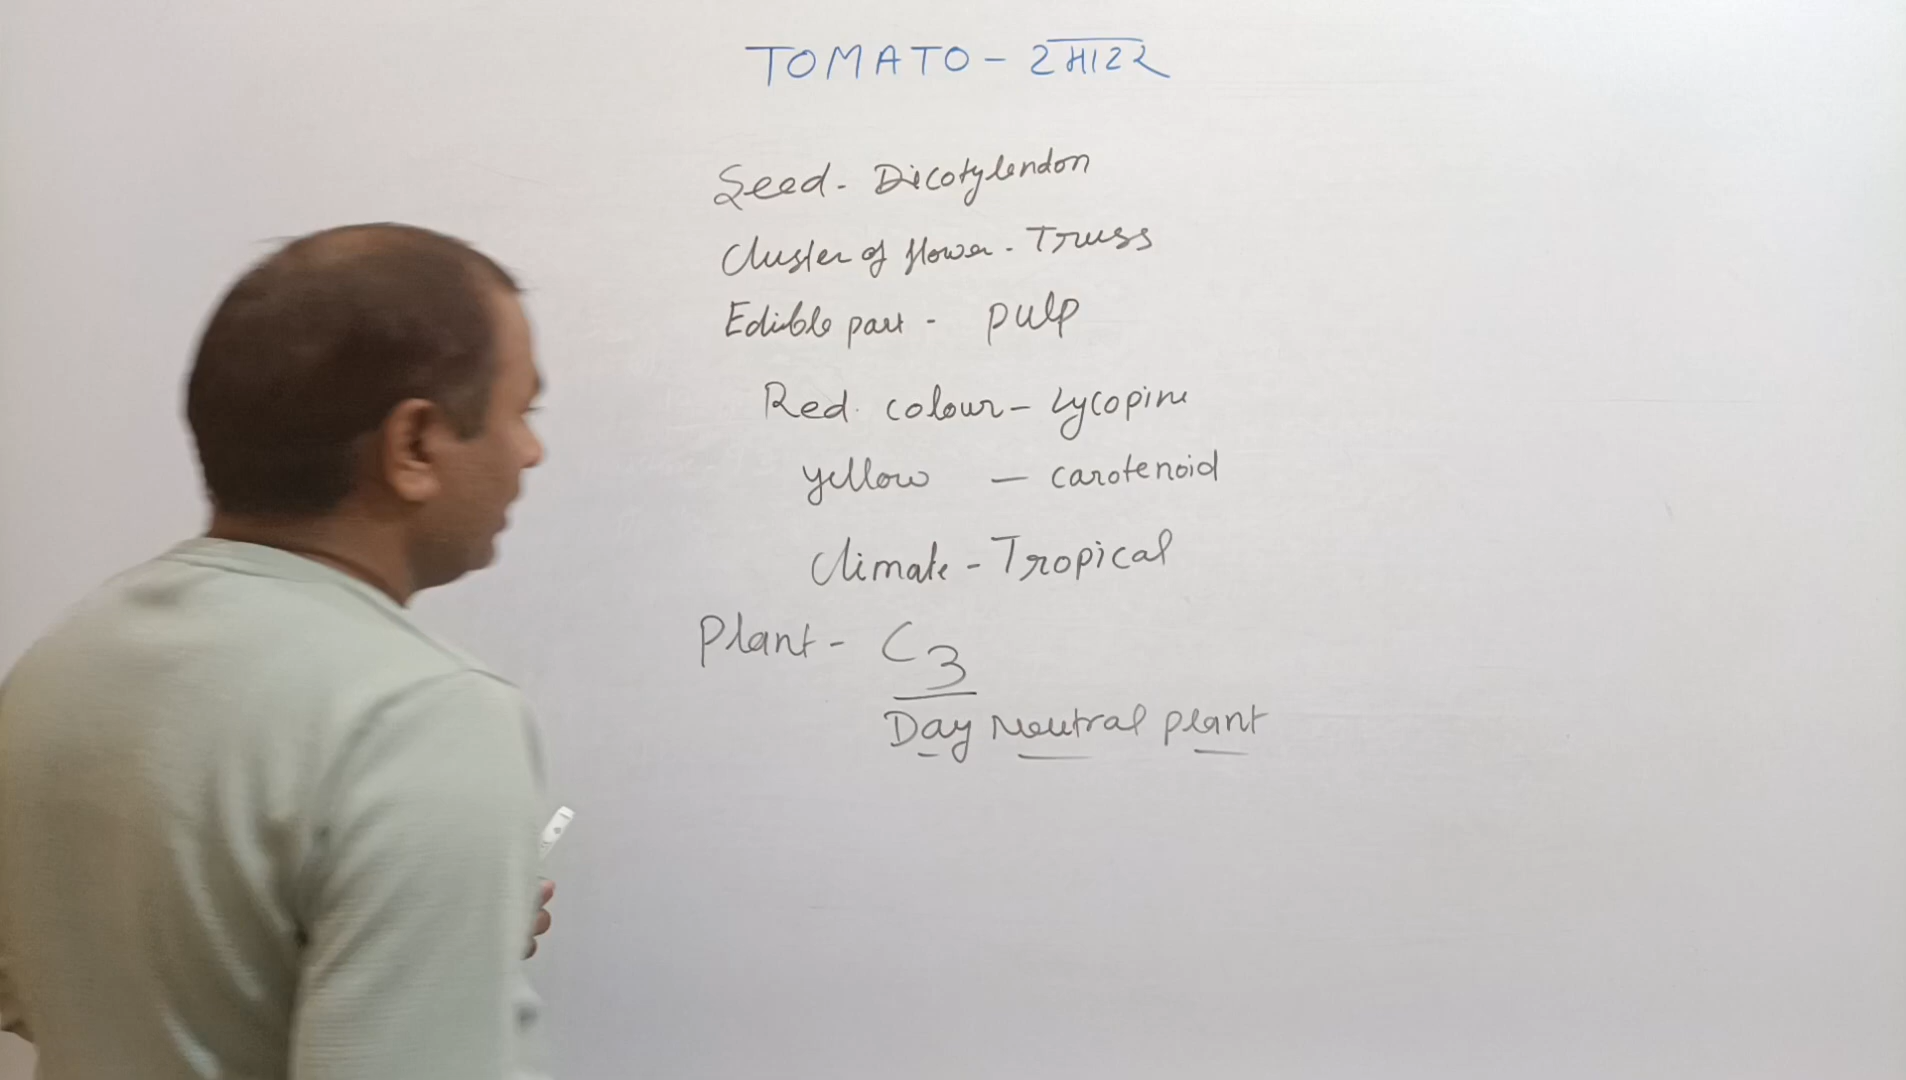 TOMATO - टमाटर
Seed - Dicotylendon
Cluster of flower - Truss
Edible part - pulp
Red colour - Lycopine
yellow - carotenoid
Climate - Tropical
Plant - C3
Day Neutral plant